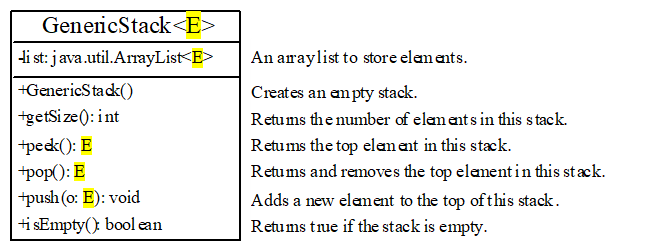 GenericStack<E>
-list: java.util.ArrayList<E> An array list to store elements.
+GenericStack() Creates an empty stack.
+getSize(): int Returns the number of elements in this stack.
+peek(): E Returns the top element in this stack.
+pop(): E Returns and removes the top element in this stack.
+push(o: E): void Adds a new element to the top of this stack.
+isEmpty(): boolean Returns true if the stack is empty.